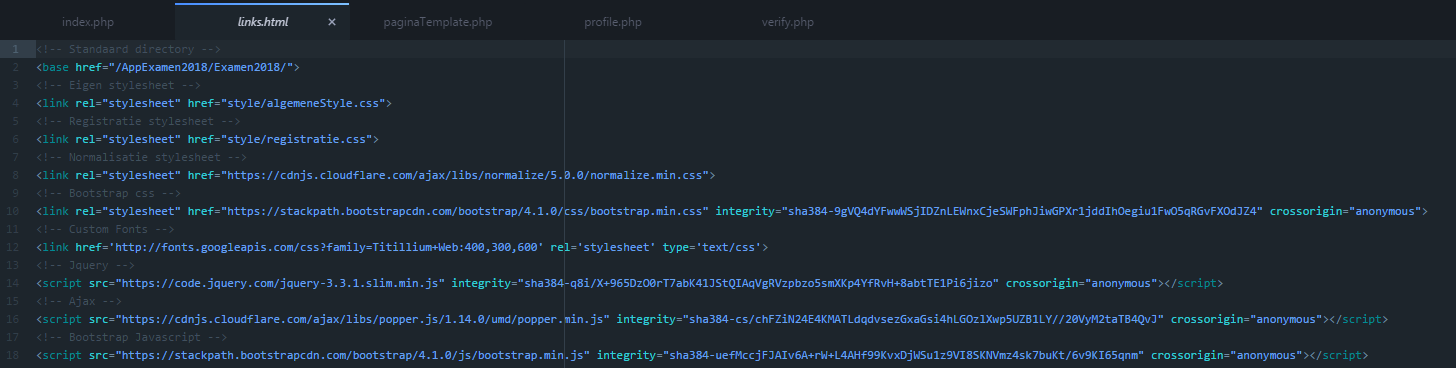 index.php links.html × paginaTemplate.php profile.php verify.php
1 <!-- Standaard directory -->
2 <base href="/AppExamen2018/Examen2018/">
3 <!-- Eigen stylesheet -->
4 <link rel="stylesheet" href="style/algemeneStyle.css">
5 <!-- Registratie stylesheet -->
6 <link rel="stylesheet" href="style/registratie.css">
7 <!-- Normalisatie stylesheet -->
8 <link rel="stylesheet" href="https://cdnjs.cloudflare.com/ajax/libs/normalize/5.0.0/normalize.min.css">
9 <!-- Bootstrap css -->
10 <link rel="stylesheet" href="https://stackpath.bootstrapcdn.com/bootstrap/4.1.0/css/bootstrap.min.css" integrity="sha384-9gVQ4dYFwwWSjIDZnLEWnxCjeSWFphJiwGPXr1jddIhOegiu1FwO5qRGvFXOdJZ4" crossorigin="anonymous">
11 <!-- Custom Fonts -->
12 <link href='http://fonts.googleapis.com/css?family=Titillium+Web:400,300,600' rel='stylesheet' type='text/css'>
13 <!-- Jquery -->
14 <script src="https://code.jquery.com/jquery-3.3.1.slim.min.js" integrity="sha384-q8i/X+965DzO0rT7abK41JStQIAqVgRVzpbzo5smXKp4YfRvH+8abtTE1Pi6jizo" crossorigin="anonymous"></script>
15 <!-- Ajax -->
16 <script src="https://cdnjs.cloudflare.com/ajax/libs/popper.js/1.14.0/umd/popper.min.js" integrity="sha384-cs/chFZiN24E4KMATLdqdvsezGxaGsi4hLGOzlXwp5UZB1LY//20VyM2taTB4QvJ" crossorigin="anonymous"></script>
17 <!-- Bootstrap Javascript -->
18 <script src="https://stackpath.bootstrapcdn.com/bootstrap/4.1.0/js/bootstrap.min.js" integrity="sha384-uefMccjFJAIv6A+rW+L4AHf99KvxDjWSu1z9VI8SKNVmz4sk7buKt/6v9KI65qnm" crossorigin="anonymous"></script>